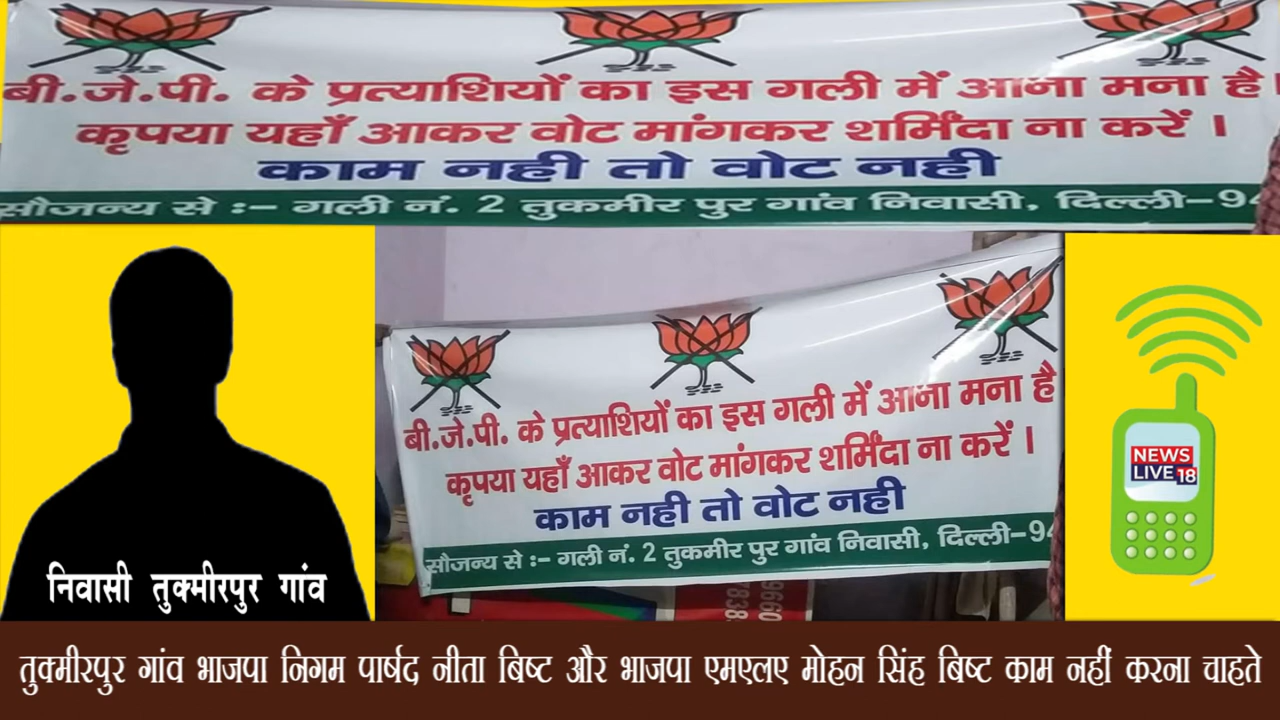 बी.जे.पी. के प्रत्याशियों का इस गली में आना मना है।
कृपया यहाँ आकर वोट मांगकर शर्मिंदा ना करें ।
काम नही तो वोट नही
सौजन्य से :- गली नं. 2 तुकमीर पुर गांव निवासी, दिल्ली-94
बी.जे.पी. के प्रत्याशियों का इस गली में आना मना है
कृपया यहाँ आकर वोट मांगकर शर्मिंदा ना करें ।
काम नही तो वोट नही
सौजन्य से :- गली नं. 2 तुकमीर पुर गांव निवासी, दिल्ली-94
NEWS
LIVE 18
निवासी तुक्मीरपुर गांव
तुक्मीरपुर गांव भाजपा निगम पार्षद नीता बिष्ट और भाजपा एमएलए मोहन सिंह बिष्ट काम नहीं करना चाहते